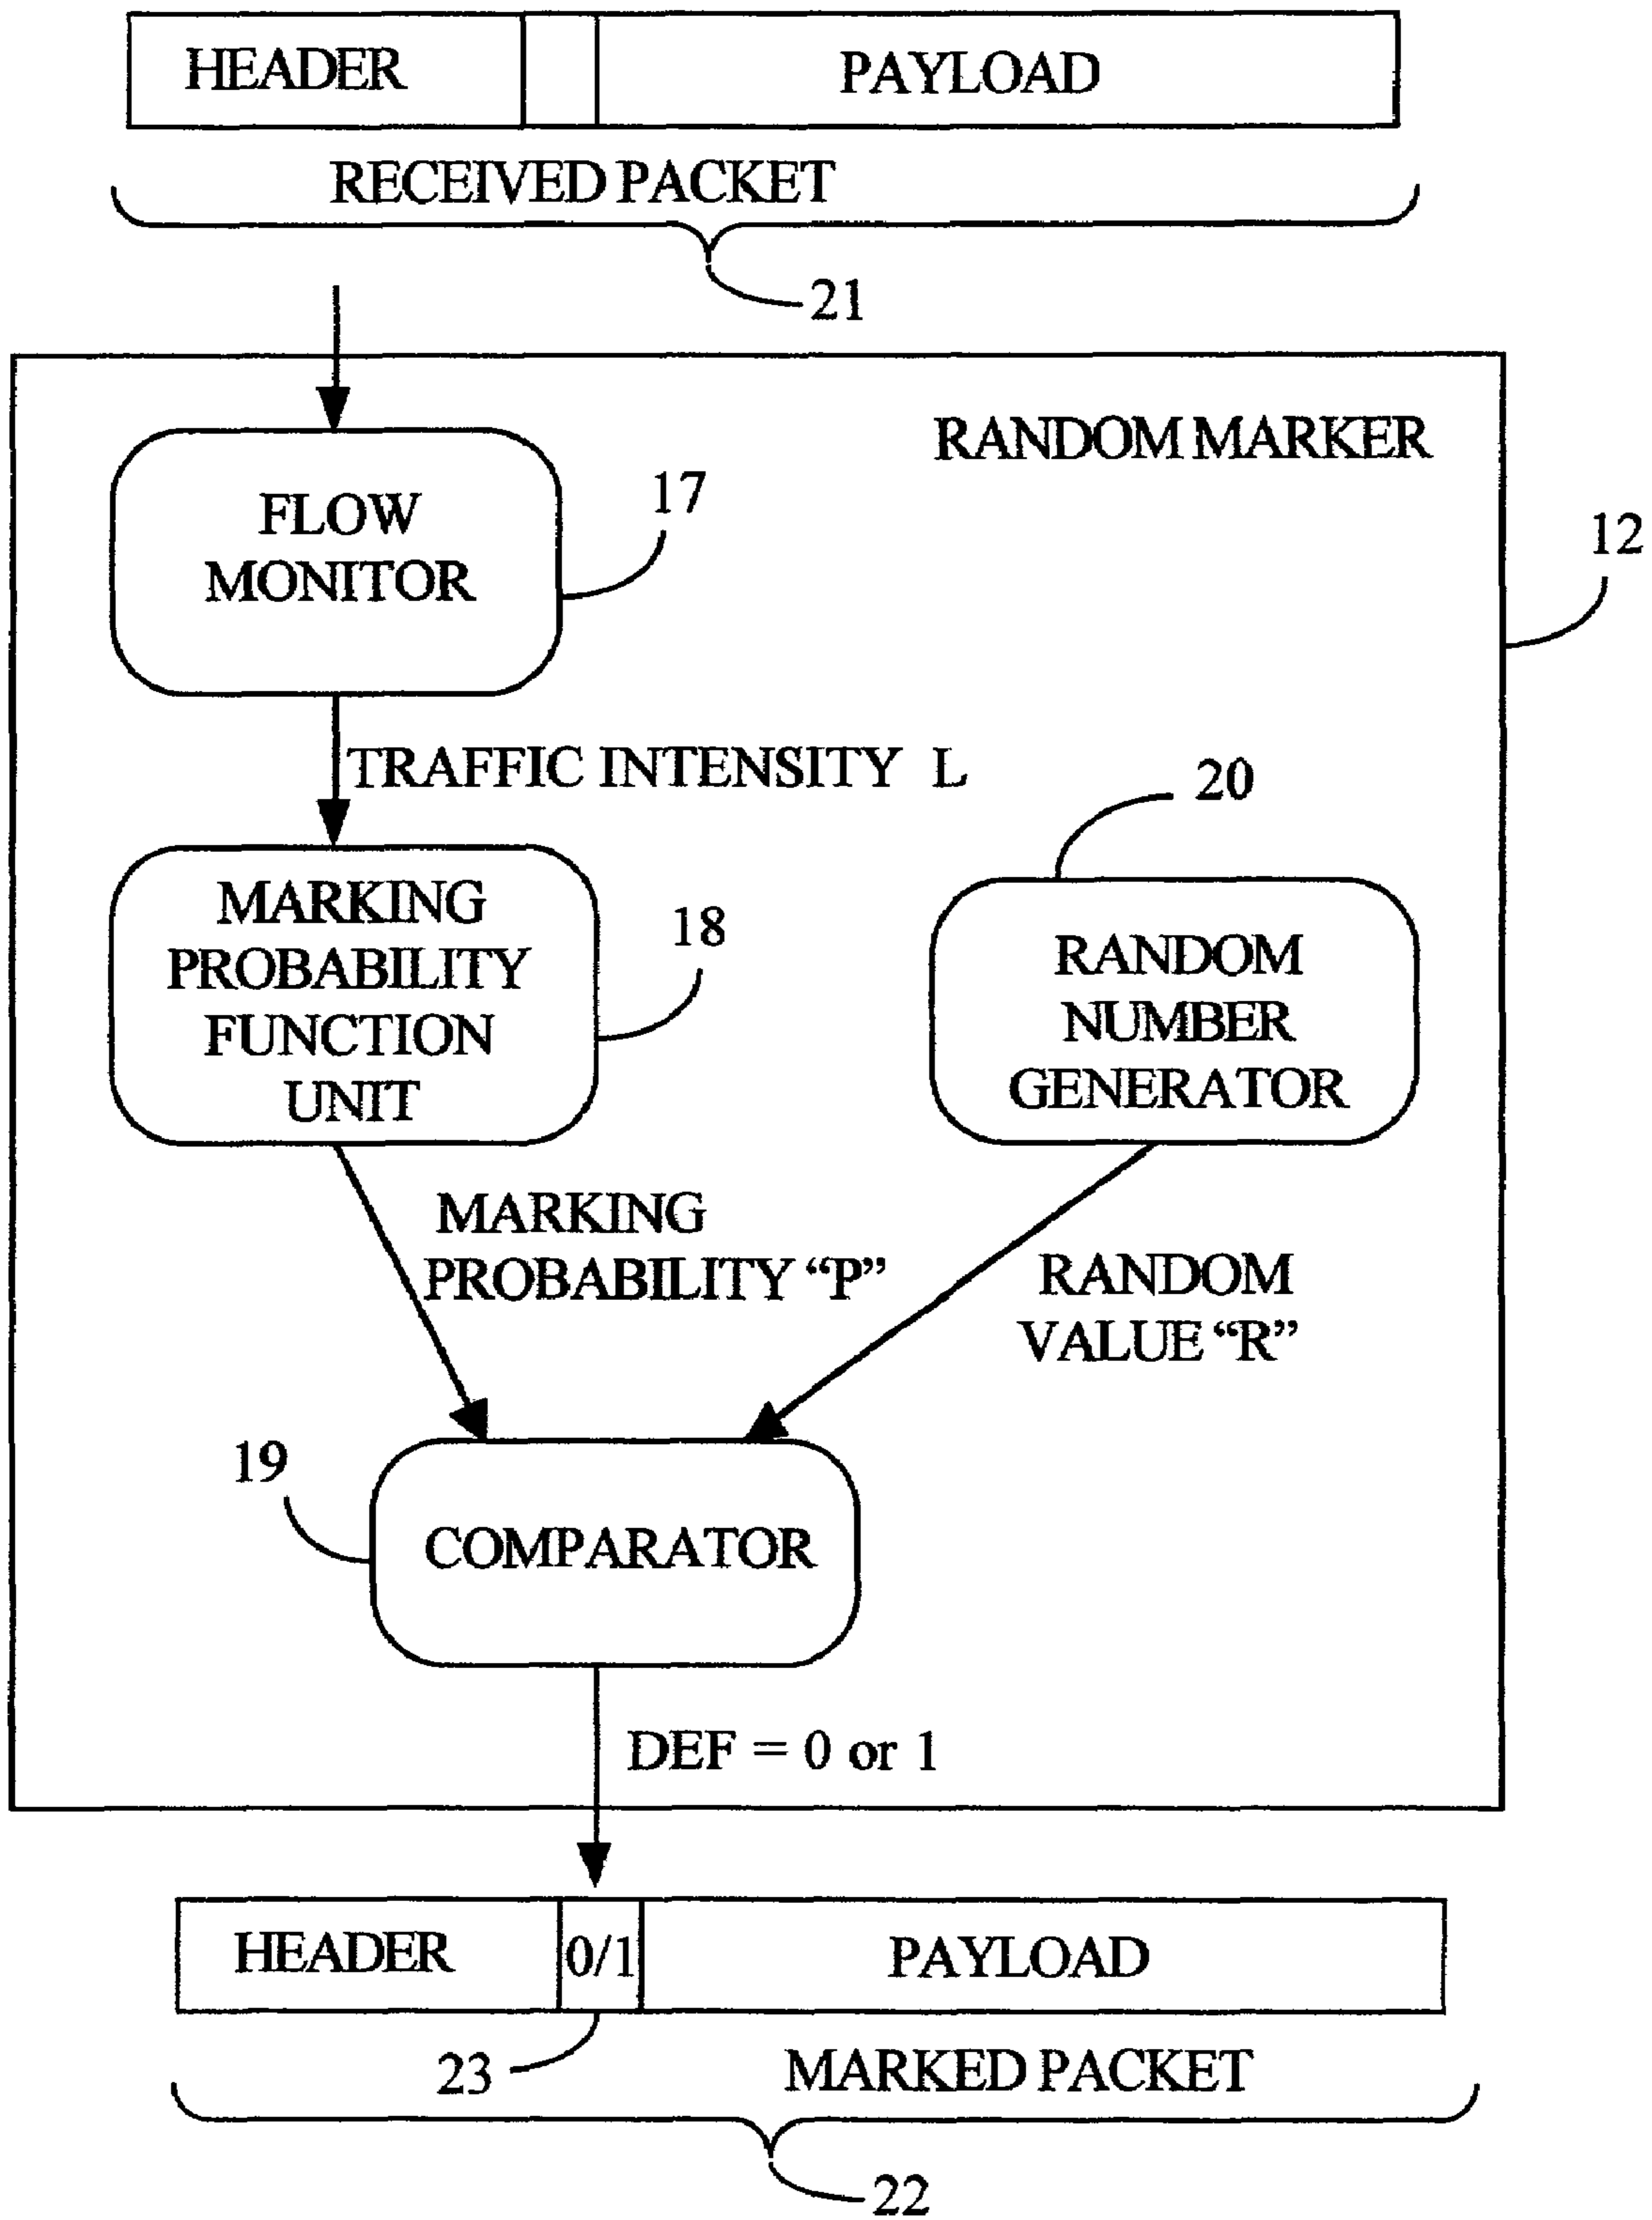 HEADER PAYLOAD
RECEIVED PACKET
21
RANDOM MARKER
12
FLOW
MONITOR
17
TRAFFIC INTENSITY L
20
MARKING
PROBABILITY
FUNCTION
UNIT
18
RANDOM
NUMBER
GENERATOR
MARKING
PROBABILITY “P”
RANDOM
VALUE “R”
19
COMPARATOR
DEF = 0 or 1
HEADER 0/1 PAYLOAD
23
MARKED PACKET
22